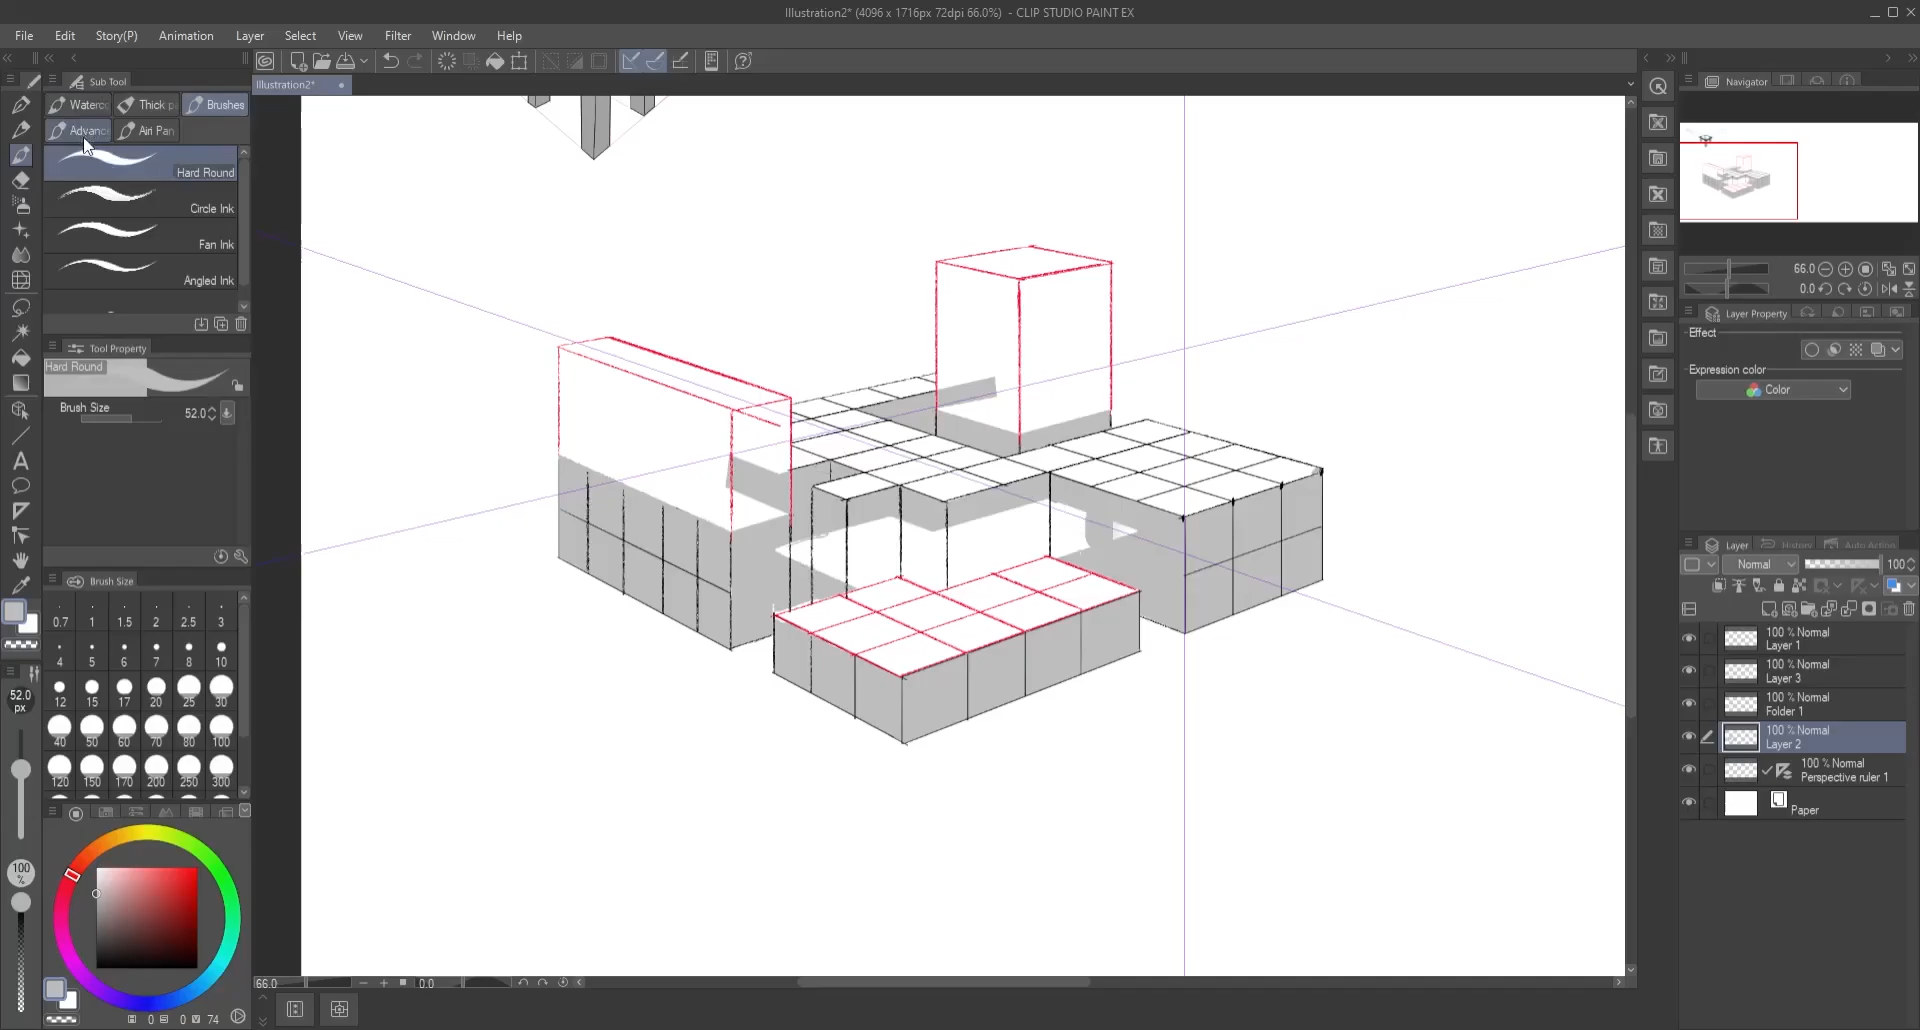 Illustration2* (4096 x 1716px 72dpi 66.0%) - CLIP STUDIO PAINT EX
File Edit Story(P) Animation Layer Select View Filter Window Help
Sub Tool
Illustration2*
Navigator
Waterc Thick p Brushes
Advanc Airi Pan
Hard Round
Circle Ink
Fan Ink
Angled Ink
Tool Property
Hard Round
Brush Size 52.0
Brush Size
0.7 1 1.5 2 2.5 3
4 5 6 7 8 10
12 15 17 20 25 30
40 50 60 70 80 100
120 150 170 200 250 300
52.0
px
100
%
0 0 74
66.0 0.0
66.0
0.0
Layer Property
Effect
Expression color
Color
Layer History Auto Action
Normal 100
100 % Normal
Layer 1
100 % Normal
Layer 3
100 % Normal
Folder 1
100 % Normal
Layer 2
100 % Normal
Perspective ruler 1
Paper